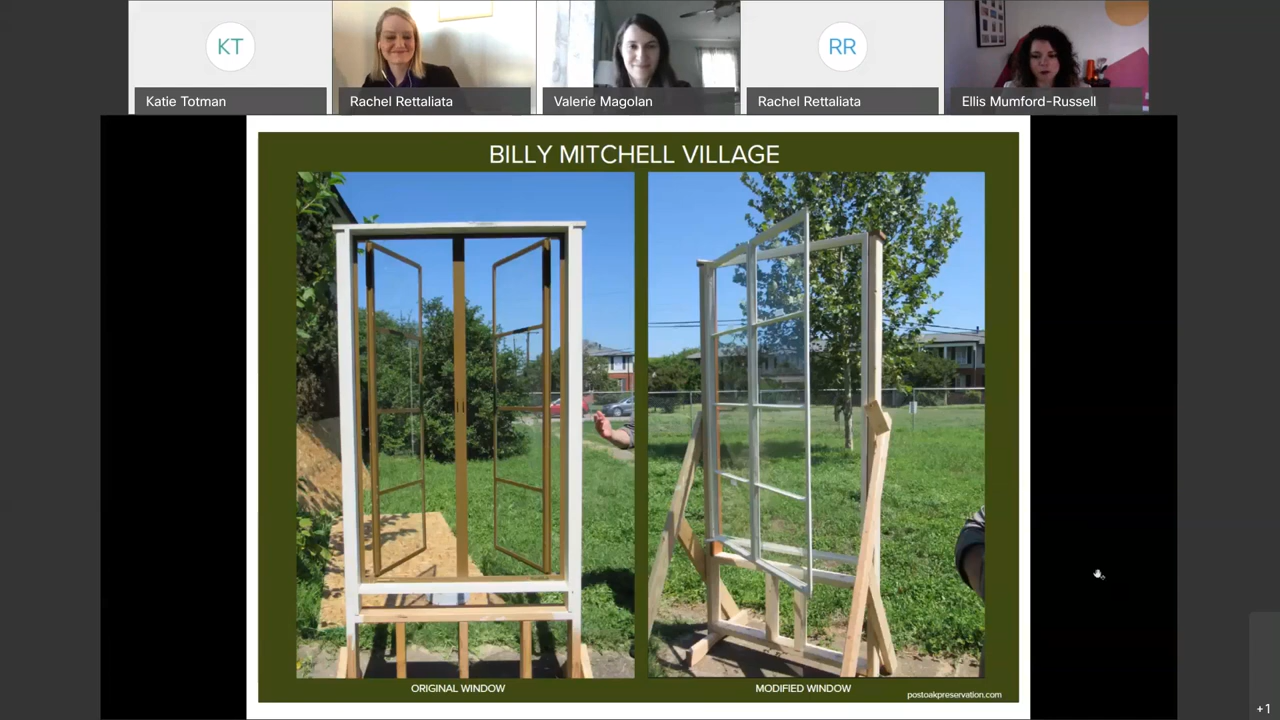 KT
RR
Katie Totman
Rachel Rettaliata
Valerie Magolan
Rachel Rettaliata
Ellis Mumford-Russell
BILLY MITCHELL VILLAGE
ORIGINAL WINDOW
MODIFIED WINDOW
postoakpreservation.com
+1